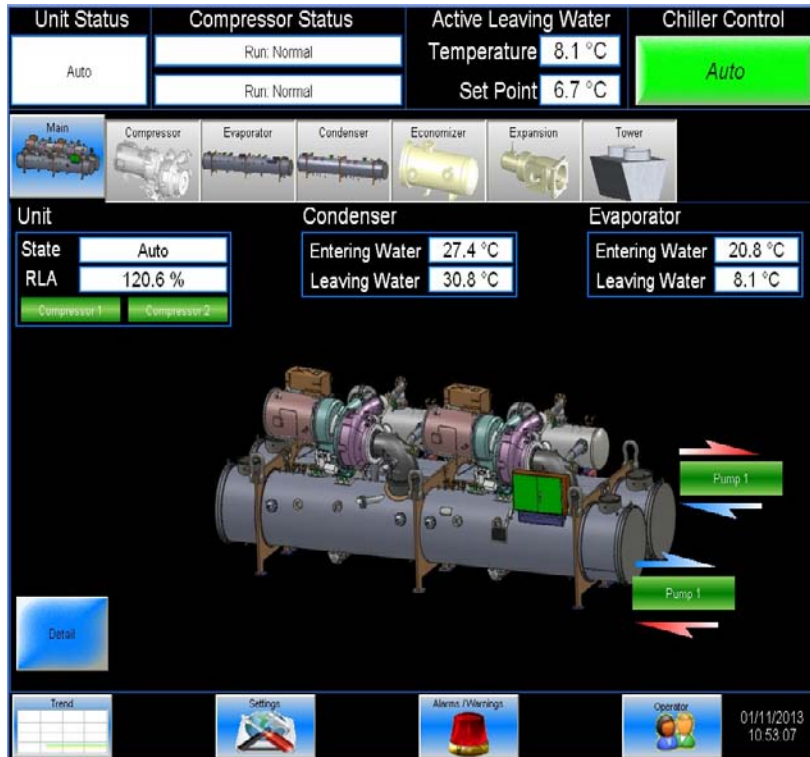 Unit Status
Compressor Status
Active Leaving Water
Chiller Control
Auto
Run: Normal
Run: Normal
Temperature 8.1 °C
Set Point 6.7 °C
Auto
Main
Compressor
Evaporator
Condenser
Economizer
Expansion
Tower
Unit
State Auto
RLA 120.6 %
Compressor 1 Compressor 2
Condenser
Entering Water 27.4 °C
Leaving Water 30.8 °C
Evaporator
Entering Water 20.8 °C
Leaving Water 8.1 °C
Pump 1
Pump 1
Detail
Trend
Settings
Alarms / Warnings
Operator
01/11/2013
10:53:07